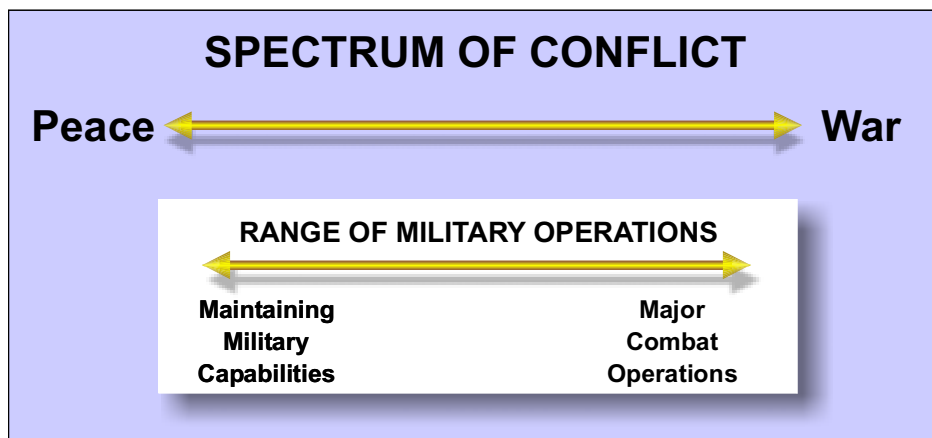 SPECTRUM OF CONFLICT
Peace War
RANGE OF MILITARY OPERATIONS
Maintaining Major
Military Combat
Capabilities Operations